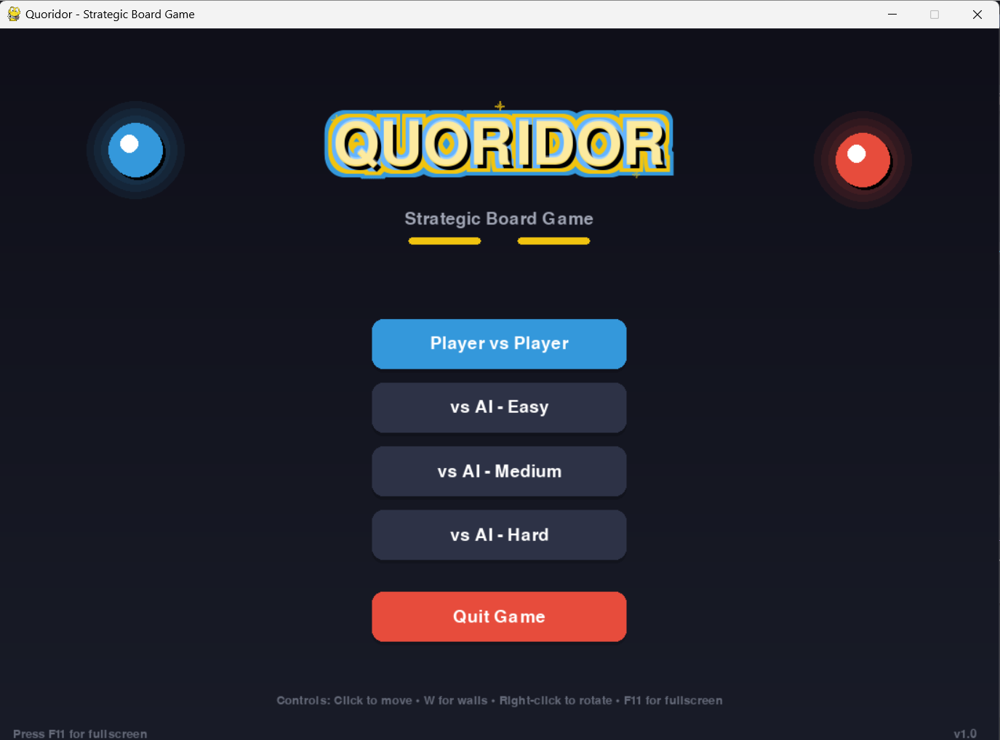 Quoridor - Strategic Board Game
QUORIDOR
Strategic Board Game
Player vs Player
vs AI - Easy
vs AI - Medium
vs AI - Hard
Quit Game
Controls: Click to move • W for walls • Right-click to rotate • F11 for fullscreen
Press F11 for fullscreen
v1.0